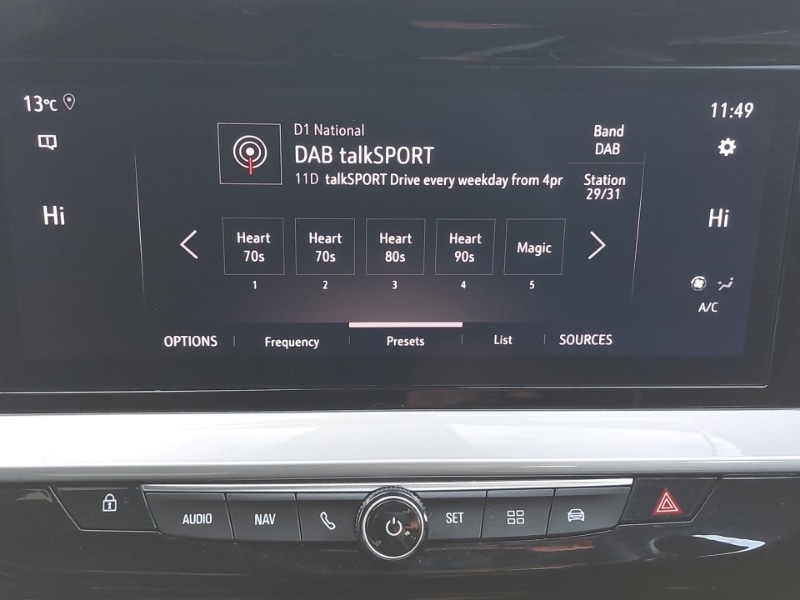 13°C
11:49
D1 National
DAB talkSPORT
11D talkSPORT Drive every weekday from 4pr
Band
DAB
Station
29/31
Hi
Hi
Heart
70s
1
Heart
70s
2
Heart
80s
3
Heart
90s
4
Magic
5
A/C
OPTIONS
Frequency
Presets
List
SOURCES
AUDIO
NAV
SET